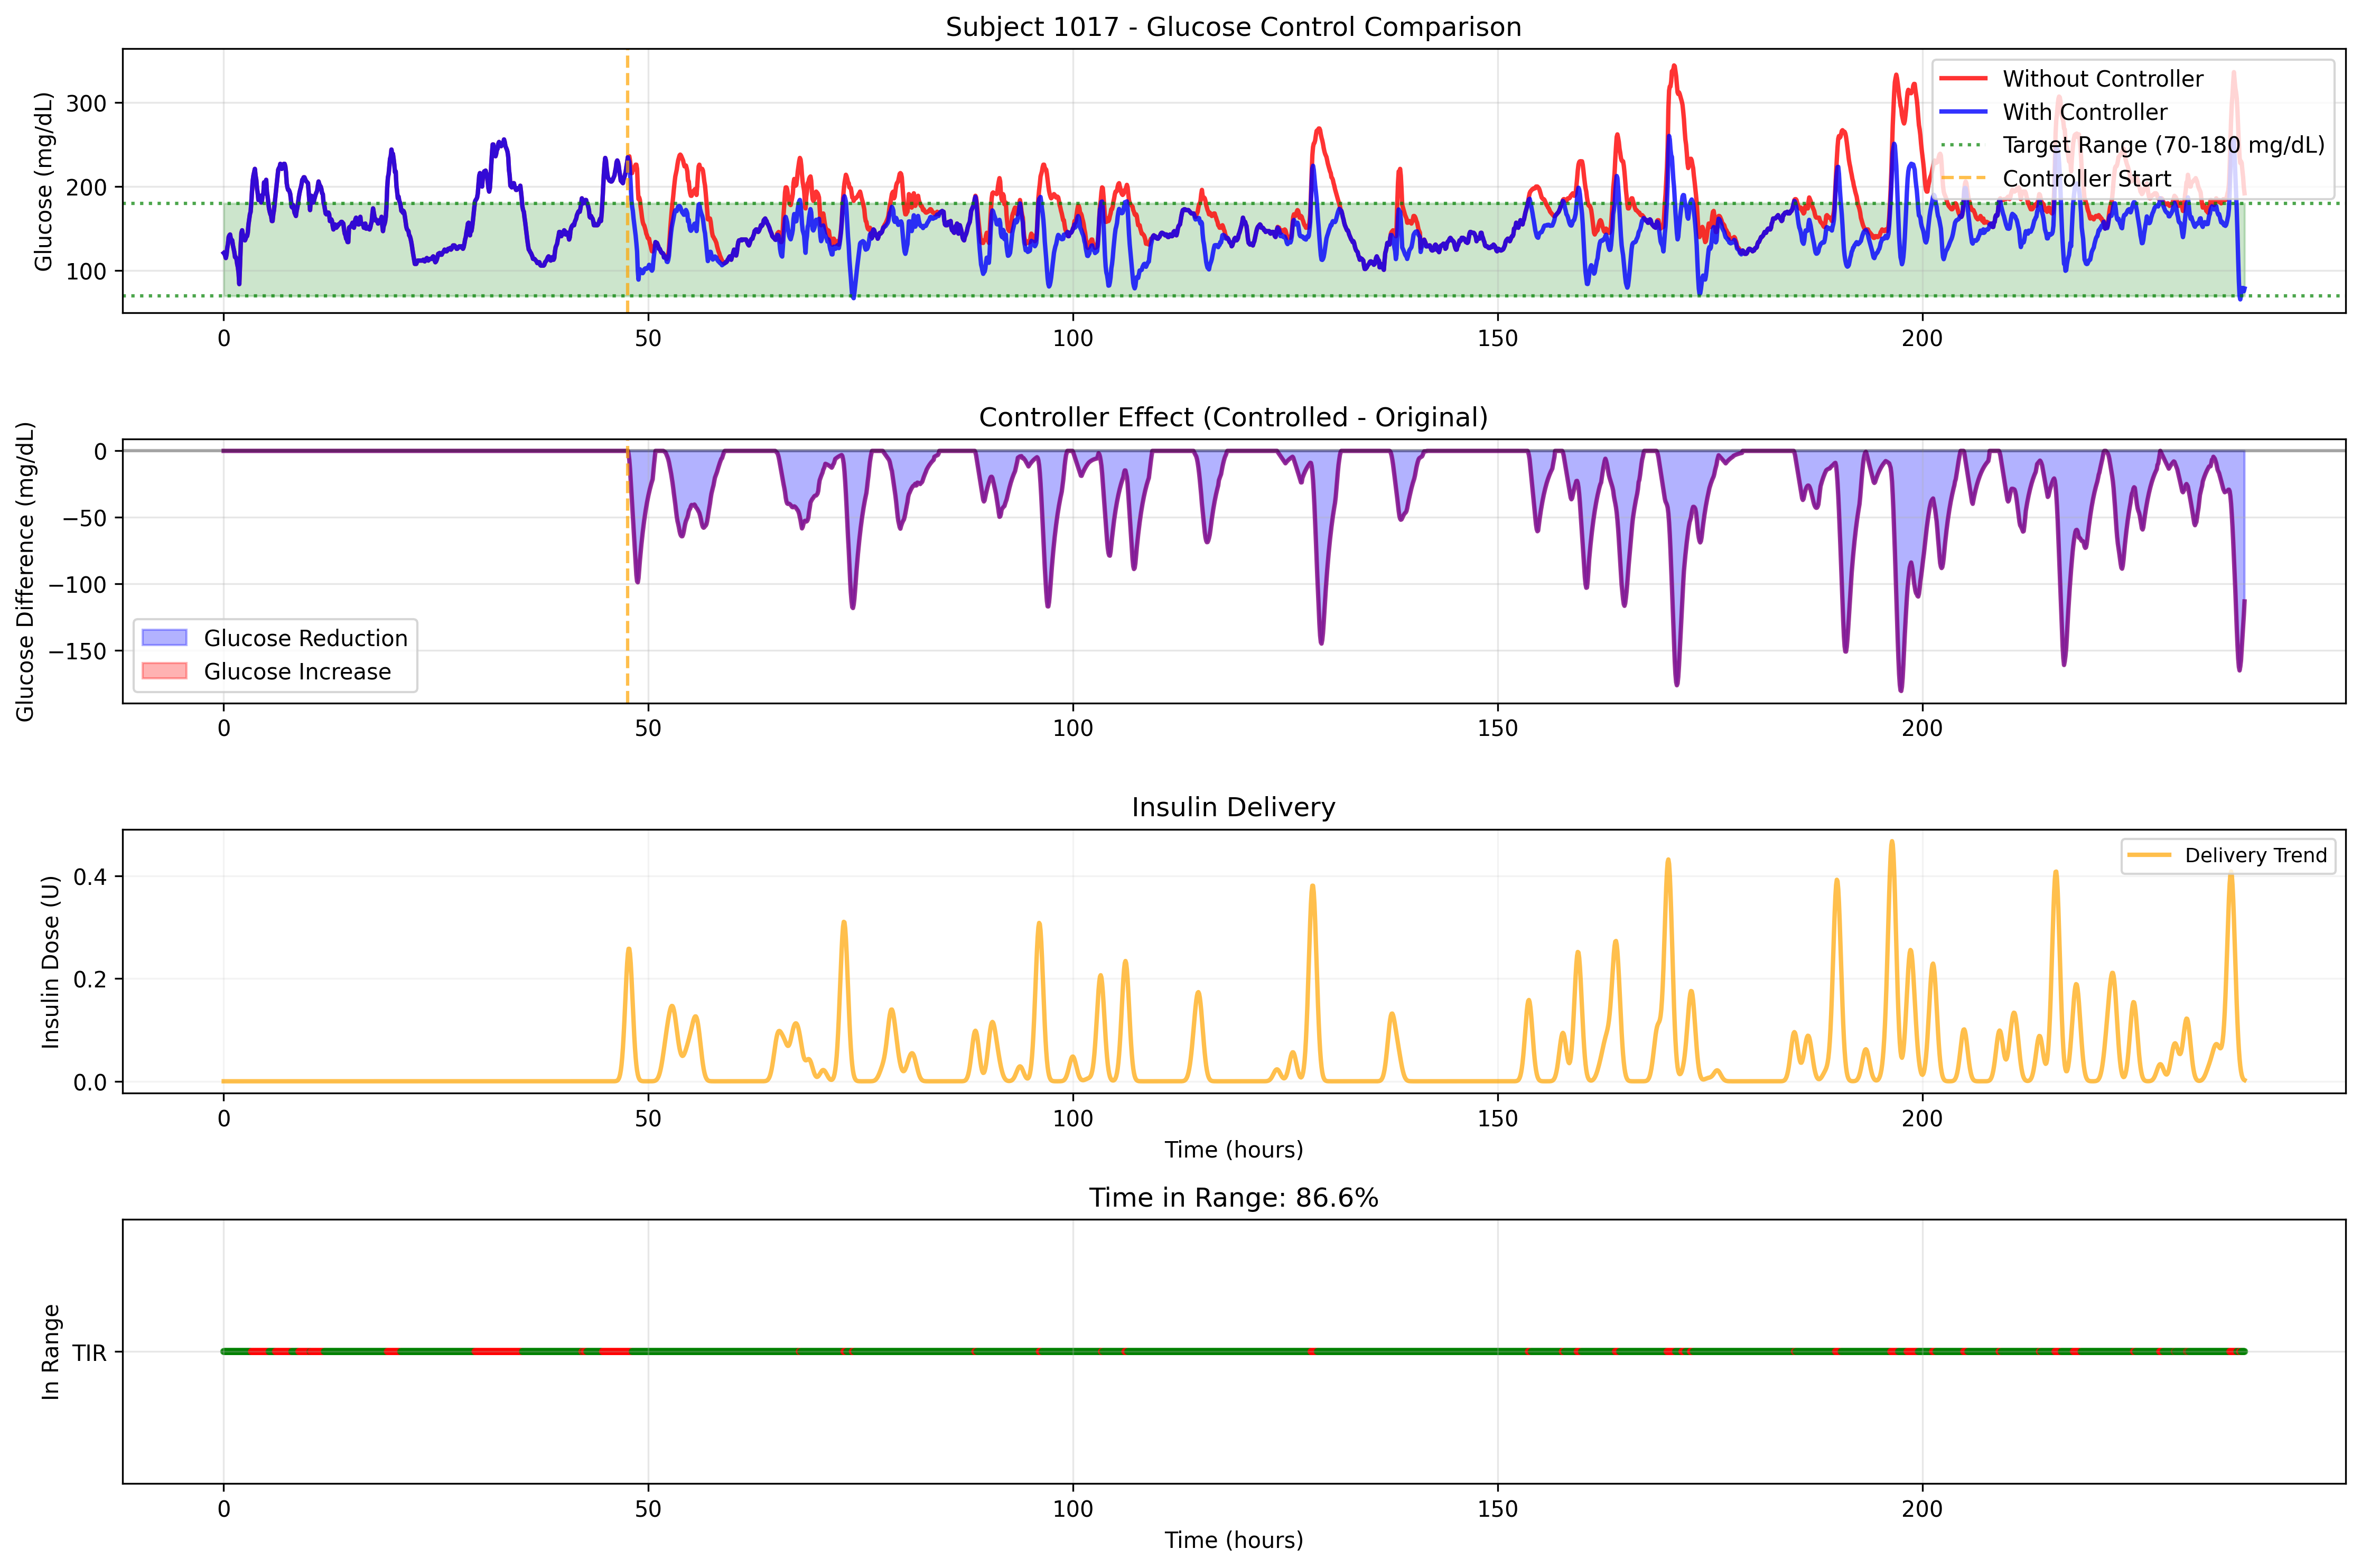 Subject 1017 - Glucose Control Comparison
Glucose (mg/dL)
300
200
100
Without Controller
With Controller
Target Range (70-180 mg/dL)
Controller Start
0 50 100 150 200
Controller Effect (Controlled - Original)
Glucose Difference (mg/dL)
0
−50
−100
−150
Glucose Reduction
Glucose Increase
0 50 100 150 200
Insulin Delivery
Insulin Dose (U)
0.4
0.2
0.0
Delivery Trend
0 50 100 150 200
Time (hours)
Time in Range: 86.6%
In Range
TIR
0 50 100 150 200
Time (hours)